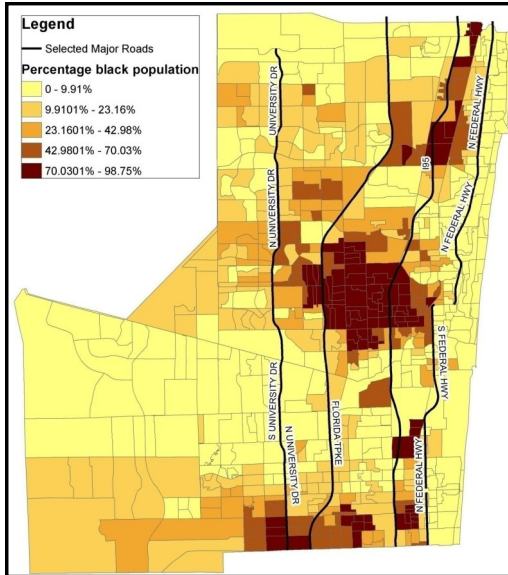 Legend
Selected Major Roads
Percentage black population
0 - 9.91%
9.9101% - 23.16%
23.1601% - 42.98%
42.9801% - 70.03%
70.0301% - 98.75%
UNIVERSITY DR
N FEDERAL HWY
I95
N UNIVERSITY DR
N FEDERAL HWY
N UNIVERSITY DR
S FEDERAL HWY
S UNIVERSITY DR
FLORIDA TPKE
N UNIVERSITY DR
N FEDERAL HWY